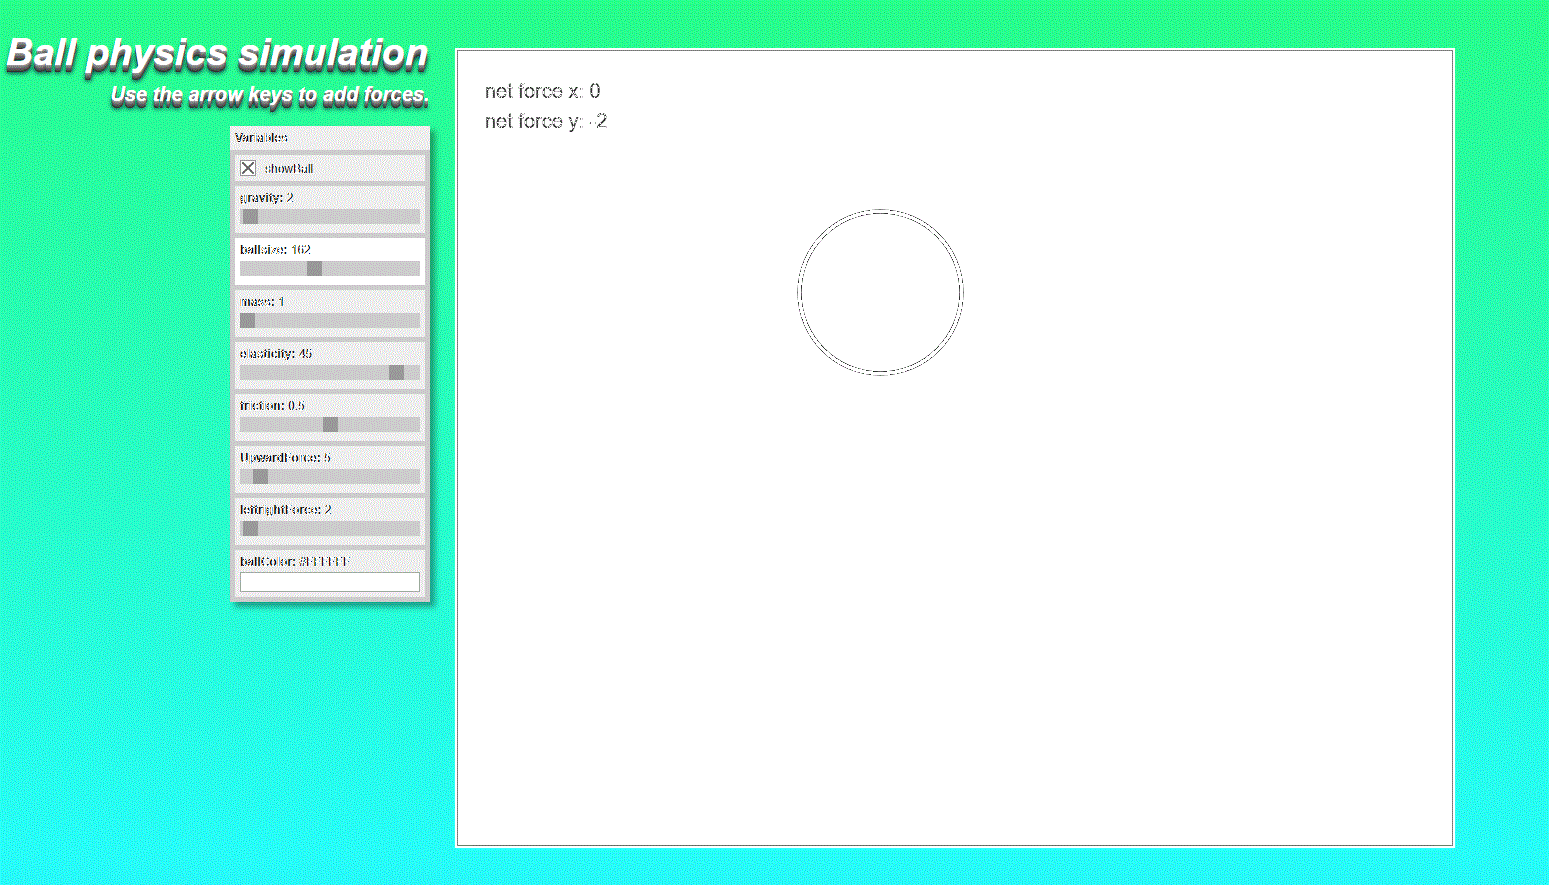 Ball physics simulation
Use the arrow keys to add forces.
Variables
showBall
gravity: 2
ballsize: 162
mass: 1
elasticity: 45
friction: 0.5
UpwardForce: 5
leftrightForce: 2
ballColor: #FFFFFF
net force x: 0
net force y: -2